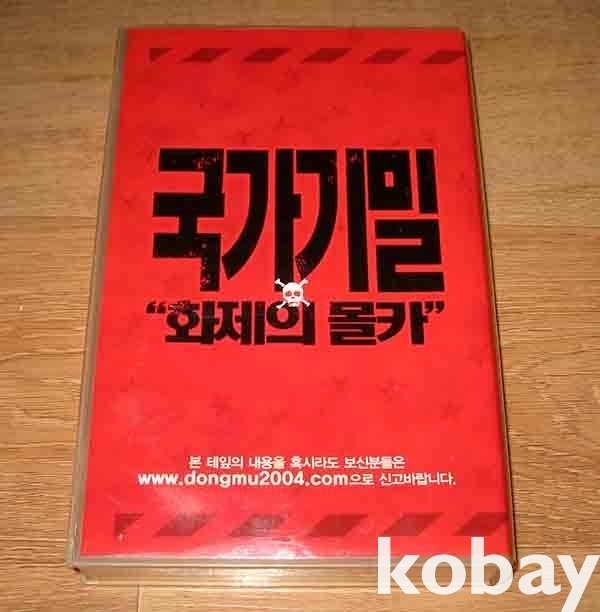 국가기밀
“화제의 몰카”
본 테잎의 내용을 혹시라도 보신분들은
www.dongmu2004.com으로 신고바랍니다.
kobay